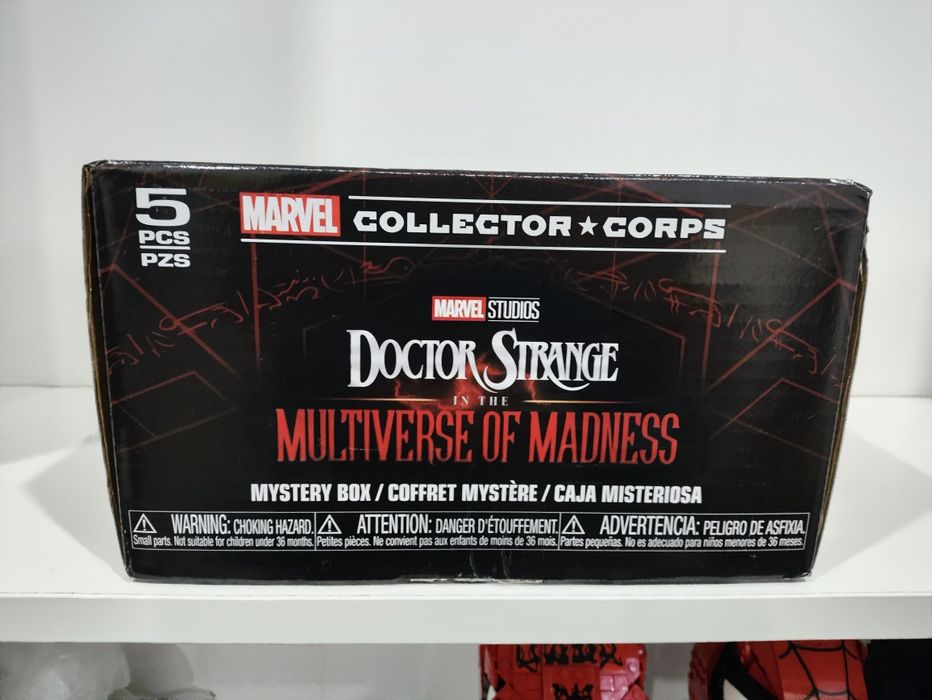 5
PCS
PZS
MARVEL COLLECTOR★CORPS
MARVEL STUDIOS
DOCTOR STRANGE
IN THE
MULTIVERSE OF MADNESS
MYSTERY BOX / COFFRET MYSTÈRE / CAJA MISTERIOSA
WARNING: CHOKING HAZARD.
Small parts. Not suitable for children under 36 months.
ATTENTION: DANGER D'ÉTOUFFEMENT.
Petites pièces. Ne convient pas aux enfants de moins de 36 mois.
ADVERTENCIA: PELIGRO DE ASFIXIA.
Partes pequeñas. No es adecuado para niños menores de 36 meses.